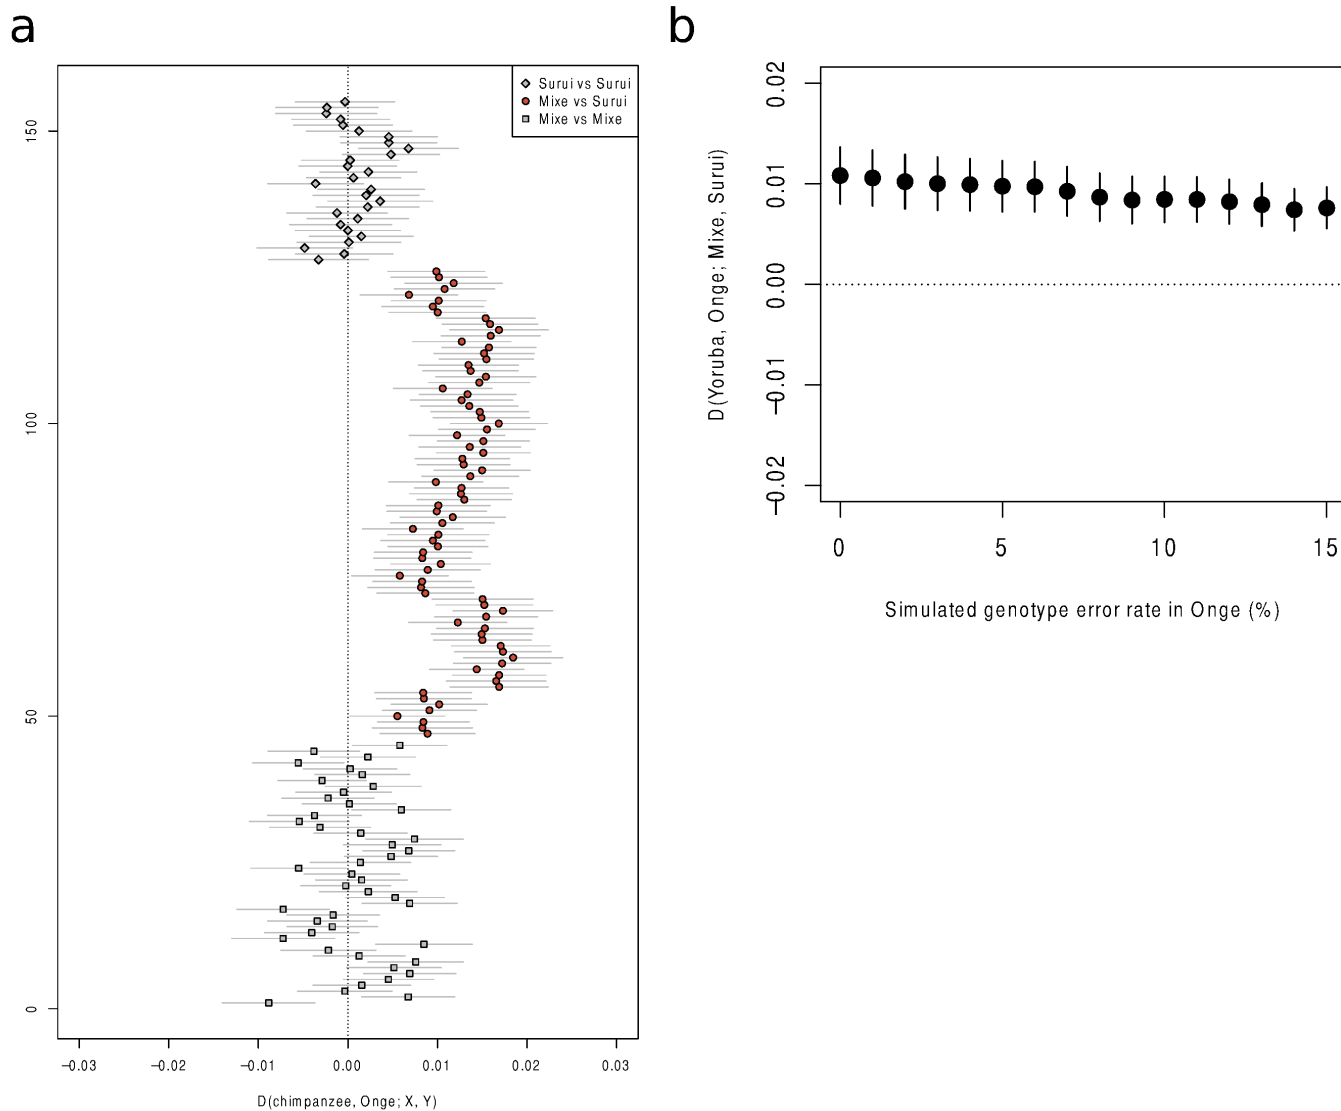 a
Surui vs Surui
Mixe vs Surui
Mixe vs Mixe
150
100
50
0
−0.03 −0.02 −0.01 0.00 0.01 0.02 0.03
D(chimpanzee, Onge; X, Y)
b
0.02
0.01
0.00
−0.01
−0.02
D(Yoruba, Onge; Mixe, Surui)
0 5 10 15
Simulated genotype error rate in Onge (%)